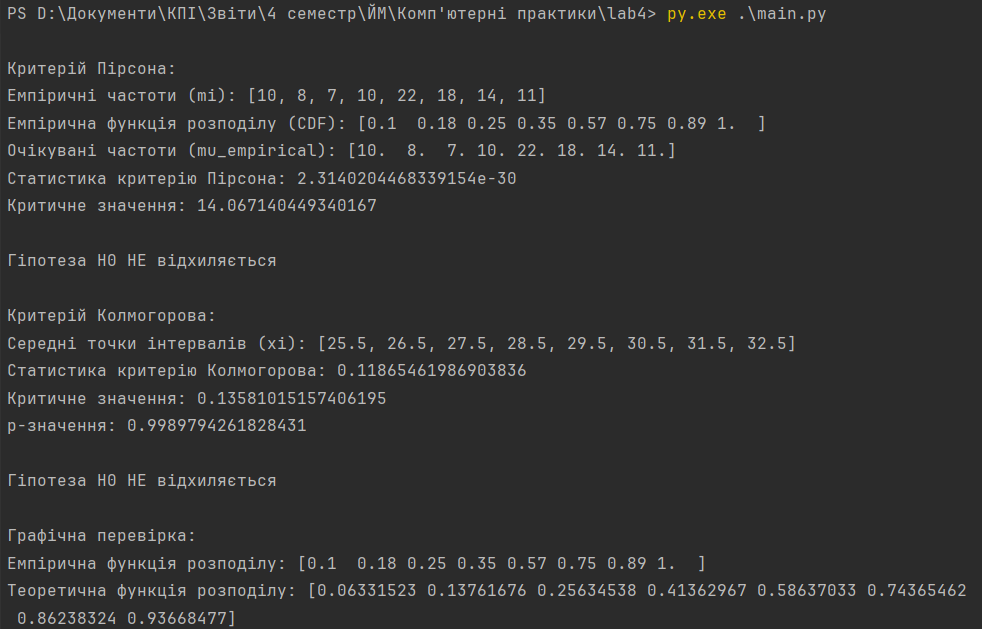 PS D:\Документи\КПІ\Звіти\4 семестр\ЙМ\Комп'ютерні практики\lab4> py.exe .\main.py
Критерій Пірсона:
Емпіричні частоти (mi): [10, 8, 7, 10, 22, 18, 14, 11]
Емпірична функція розподілу (CDF): [0.1  0.18 0.25 0.35 0.57 0.75 0.89 1.  ]
Очікувані частоти (mu_empirical): [10.  8.  7. 10. 22. 18. 14. 11.]
Статистика критерію Пірсона: 2.3140204468339154e-30
Критичне значення: 14.067140449340167
Гіпотеза H0 НЕ відхиляється
Критерій Колмогорова:
Середні точки інтервалів (xi): [25.5, 26.5, 27.5, 28.5, 29.5, 30.5, 31.5, 32.5]
Статистика критерію Колмогорова: 0.11865461986903836
Критичне значення: 0.13581015157406195
p-значення: 0.9989794261828431
Гіпотеза H0 НЕ відхиляється
Графічна перевірка:
Емпірична функція розподілу: [0.1  0.18 0.25 0.35 0.57 0.75 0.89 1.  ]
Теоретична функція розподілу: [0.06331523 0.13761676 0.25634538 0.41362967 0.58637033 0.74365462
0.86238324 0.93668477]